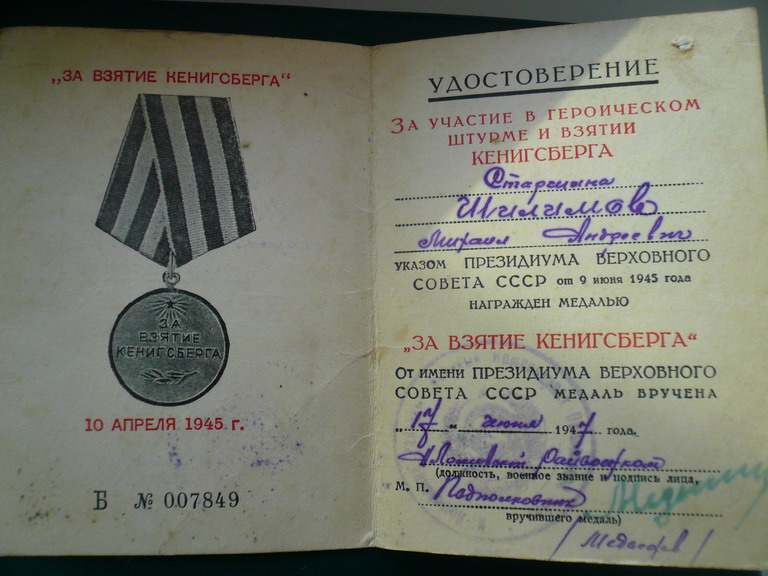 „ЗА ВЗЯТИЕ КЕНИГСБЕРГА“
ЗА
ВЗЯТИЕ
КЕНИГСБЕРГА
10 АПРЕЛЯ 1945 г.
Б № 007849
УДОСТОВЕРЕНИЕ
ЗА УЧАСТИЕ В ГЕРОИЧЕСКОМ
ШТУРМЕ И ВЗЯТИИ
КЕНИГСБЕРГА
Старшина
Шилимов
Михаил Андреевич
УКАЗОМ ПРЕЗИДИУМА ВЕРХОВНОГО
СОВЕТА СССР от 9 июня 1945 года
НАГРАЖДЕН МЕДАЛЬЮ
„ЗА ВЗЯТИЕ КЕНИГСБЕРГА“
От имени ПРЕЗИДИУМА ВЕРХОВНОГО
СОВЕТА СССР МЕДАЛЬ ВРУЧЕНА
„17“ 1947 года.
Райвоенком
(должность, военное звание и подпись лица,
М. П. Подполковник
вручившего медаль)
/Медведев/